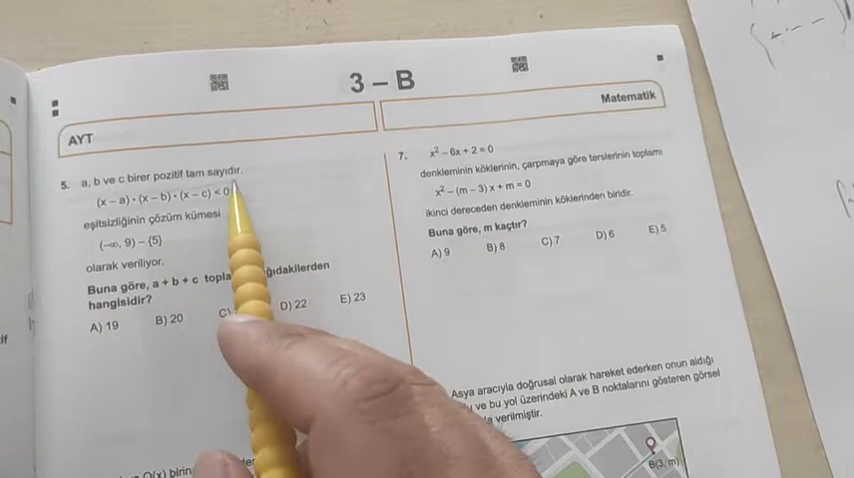 3 – B
AYT
Matematik
5. a, b ve c birer pozitif tam sayıdır.
(x – a) • (x – b) • (x – c) < 0
eşitsizliğinin çözüm kümesi
(–∞, 9) – {5}
olarak veriliyor.
Buna göre, a + b + c topla ğıdakilerden
hangisidir?
A) 19 B) 20 C) D) 22 E) 23
7. x² – 6x + 2 = 0
denkleminin köklerinin, çarpmaya göre terslerinin toplamı
x² – (m – 3) x + m = 0
ikinci dereceden denkleminin köklerinden biridir.
Buna göre, m kaçtır?
A) 9 B) 8 C) 7 D) 6 E) 5
Asya aracıyla doğrusal olarak hareket ederken onun aldığı
ve bu yol üzerindeki A ve B noktalarını gösteren görsel
verilmiştir.
B(3, m)
Q(x) birin